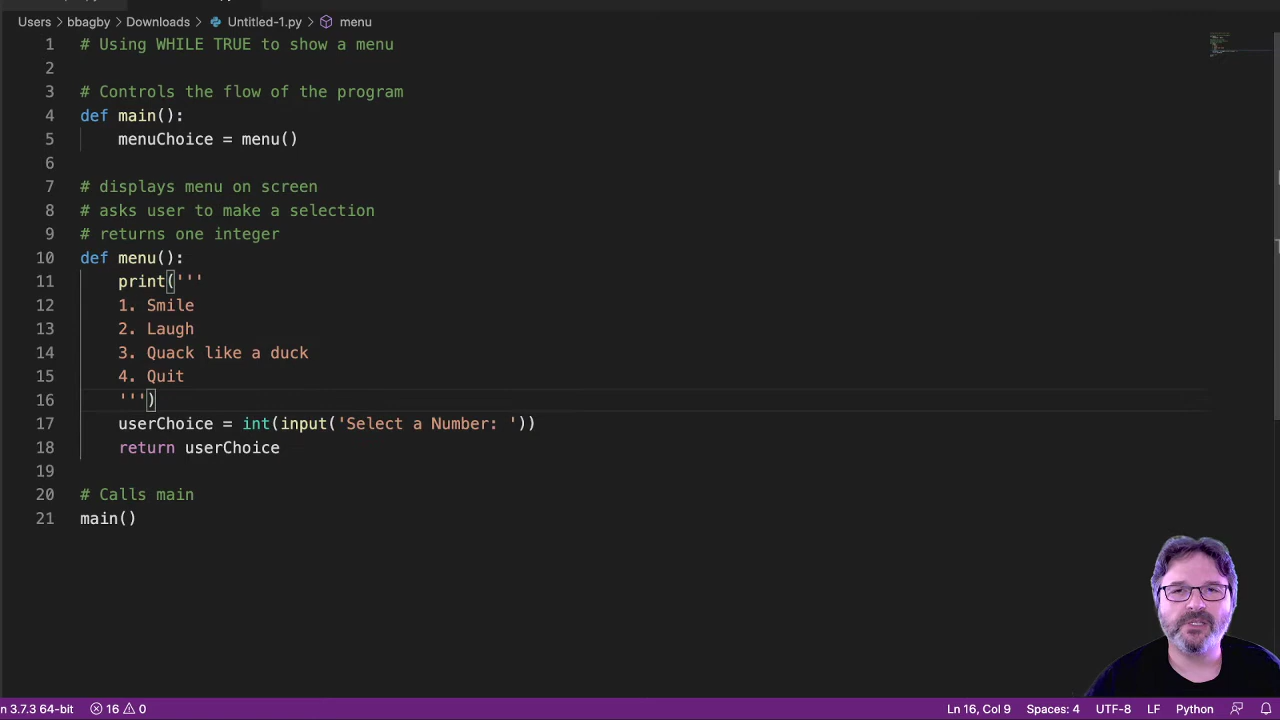 Users > bbagby > Downloads > Untitled-1.py > menu
1 # Using WHILE TRUE to show a menu
2
3 # Controls the flow of the program
4 def main():
5 menuChoice = menu()
6
7 # displays menu on screen
8 # asks user to make a selection
9 # returns one integer
10 def menu():
11 print('''
12 1. Smile
13 2. Laugh
14 3. Quack like a duck
15 4. Quit
16 ''')
17 userChoice = int(input('Select a Number: '))
18 return userChoice
19
20 # Calls main
21 main()
n 3.7.3 64-bit 16 0 Ln 16, Col 9 Spaces: 4 UTF-8 LF Python